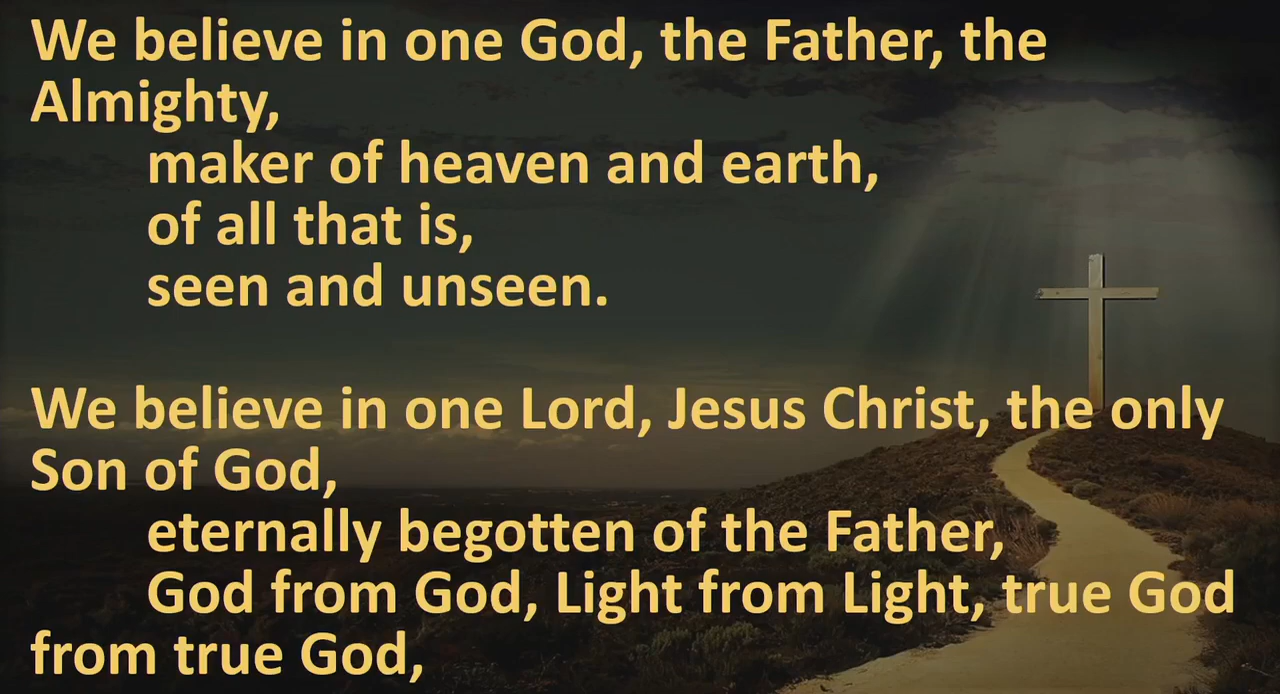 We believe in one God, the Father, the
Almighty,
maker of heaven and earth,
of all that is,
seen and unseen.
We believe in one Lord, Jesus Christ, the only
Son of God,
eternally begotten of the Father,
God from God, Light from Light, true God
from true God,